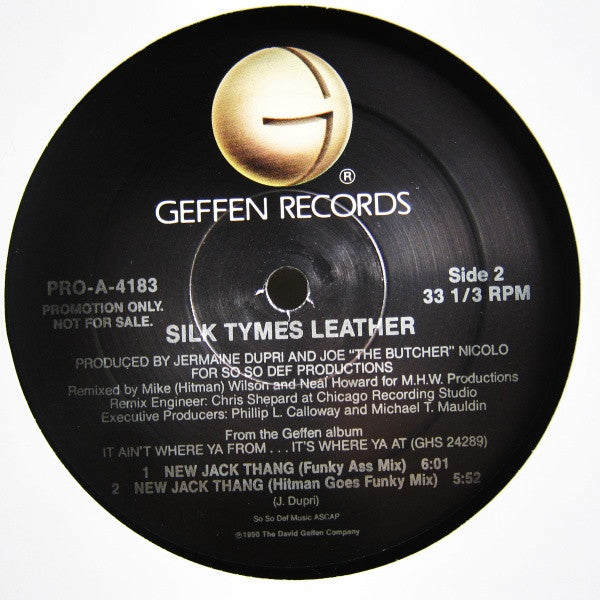 G
®
GEFFEN RECORDS
PRO-A-4183
PROMOTION ONLY.
NOT FOR SALE.
Side 2
33 1/3 RPM
SILK TYMES LEATHER
PRODUCED BY JERMAINE DUPRI AND JOE "THE BUTCHER" NICOLO
FOR SO SO DEF PRODUCTIONS
Remixed by Mike (Hitman) Wilson and Neal Howard for M.H.W. Productions
Remix Engineer: Chris Shepard at Chicago Recording Studio
Executive Producers: Phillip L. Calloway and Michael T. Mauldin
From the Geffen album
IT AIN'T WHERE YA FROM . . . IT'S WHERE YA AT (GHS 24289)
1 NEW JACK THANG (Funky Ass Mix) 6:01
2 NEW JACK THANG (Hitman Goes Funky Mix) 5:52
(J. Dupri)
So So Def Music ASCAP
℗1990 The David Geffen Company